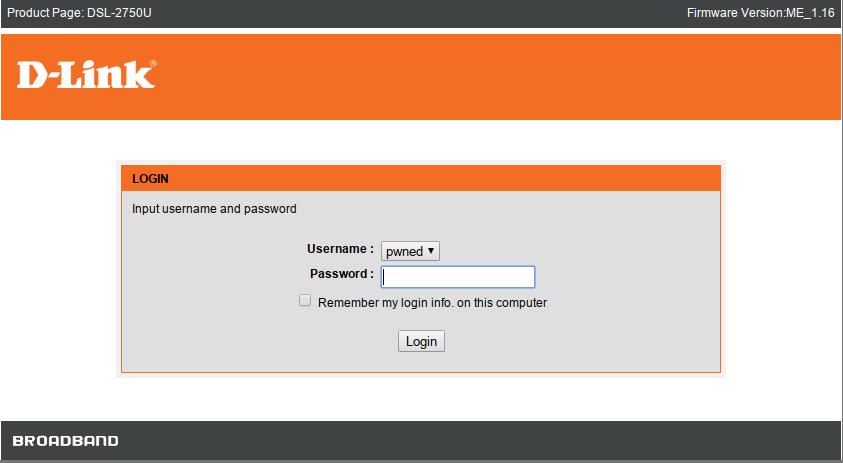 Product Page: DSL-2750U Firmware Version:ME_1.16
D-Link®
LOGIN
Input username and password
Username : pwned
Password :
Remember my login info. on this computer
Login
BROADBAND